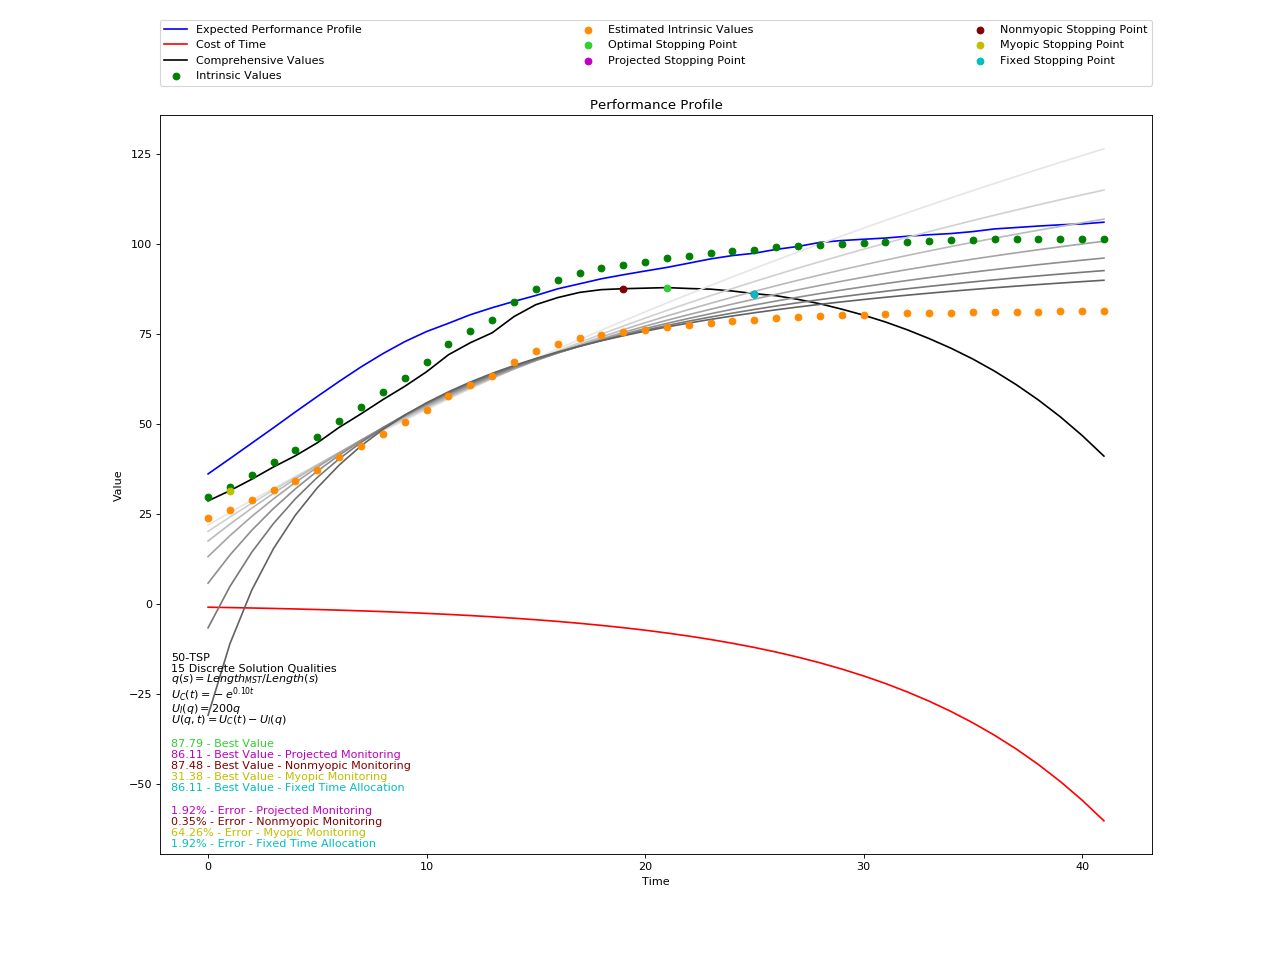 Expected Performance Profile
Cost of Time
Comprehensive Values
Intrinsic Values
Estimated Intrinsic Values
Optimal Stopping Point
Projected Stopping Point
Nonmyopic Stopping Point
Myopic Stopping Point
Fixed Stopping Point
Performance Profile
125
100
75
50
25
0
−25
−50
Value
50-TSP
15 Discrete Solution Qualities
q(s) = Length_MST/Length(s)
U_C(t) = −e^0.10t
U_I(q) = 200q
U(q, t) = U_C(t) − U_I(q)
87.79 - Best Value
86.11 - Best Value - Projected Monitoring
87.48 - Best Value - Nonmyopic Monitoring
31.38 - Best Value - Myopic Monitoring
86.11 - Best Value - Fixed Time Allocation
1.92% - Error - Projected Monitoring
0.35% - Error - Nonmyopic Monitoring
64.26% - Error - Myopic Monitoring
1.92% - Error - Fixed Time Allocation
0 10 20 30 40
Time